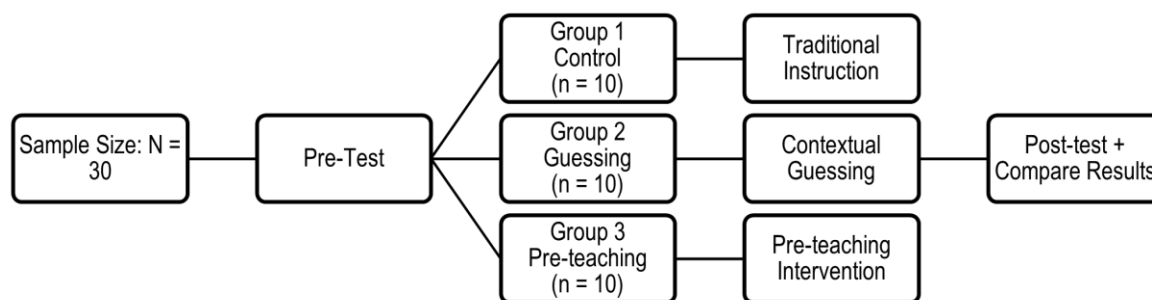 Sample Size: N =
30
Pre-Test
Group 1
Control
(n = 10)
Traditional
Instruction
Group 2
Guessing
(n = 10)
Contextual
Guessing
Group 3
Pre-teaching
(n = 10)
Pre-teaching
Intervention
Post-test +
Compare Results